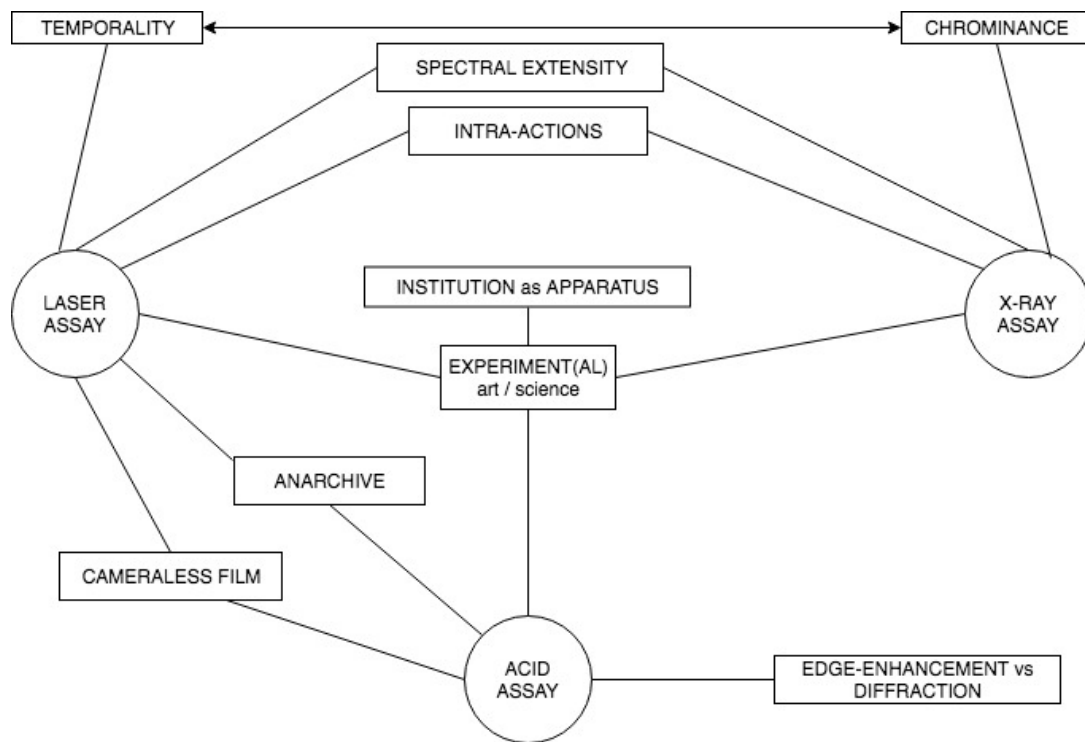 TEMPORALITY
CHROMINANCE
SPECTRAL EXTENSITY
INTRA-ACTIONS
LASER
ASSAY
INSTITUTION as APPARATUS
X-RAY
ASSAY
EXPERIMENT(AL)
art / science
ANARCHIVE
CAMERALESS FILM
ACID
ASSAY
EDGE-ENHANCEMENT vs
DIFFRACTION